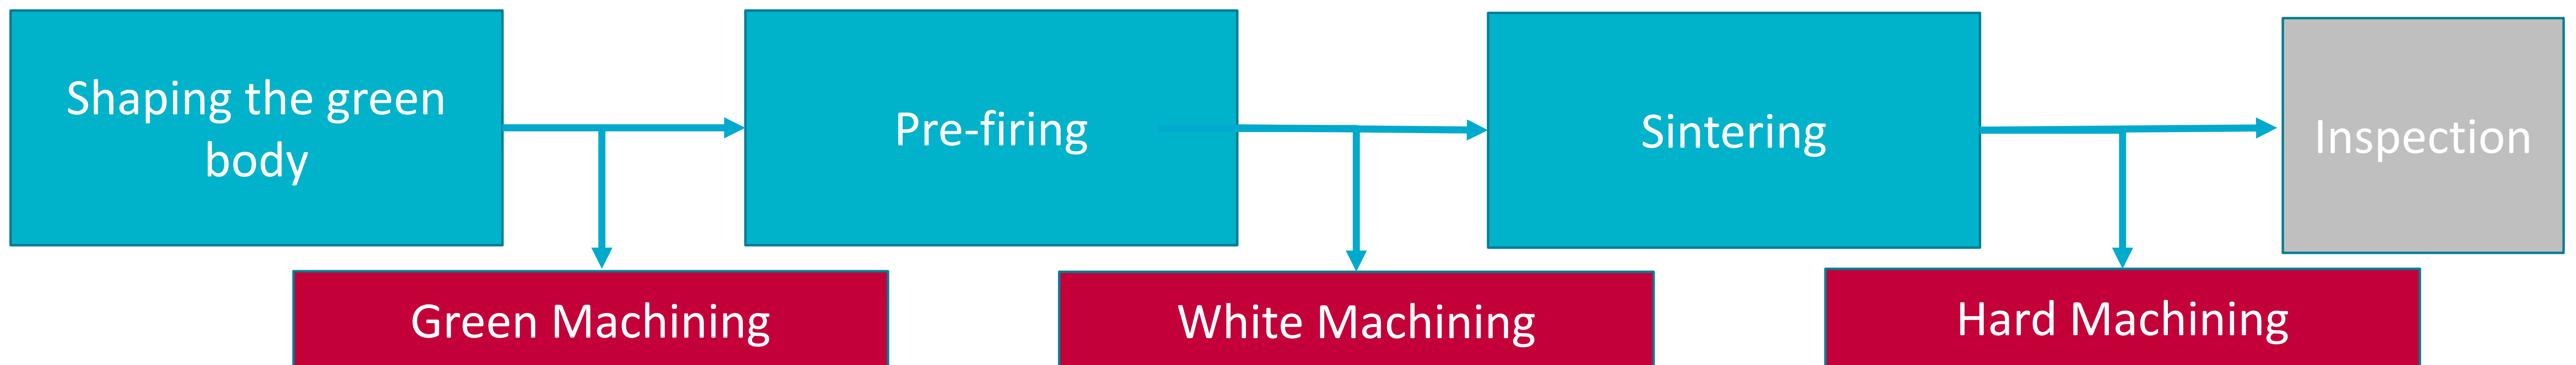 Shaping the green
body
Pre-firing
Sintering
Inspection
Green Machining
White Machining
Hard Machining